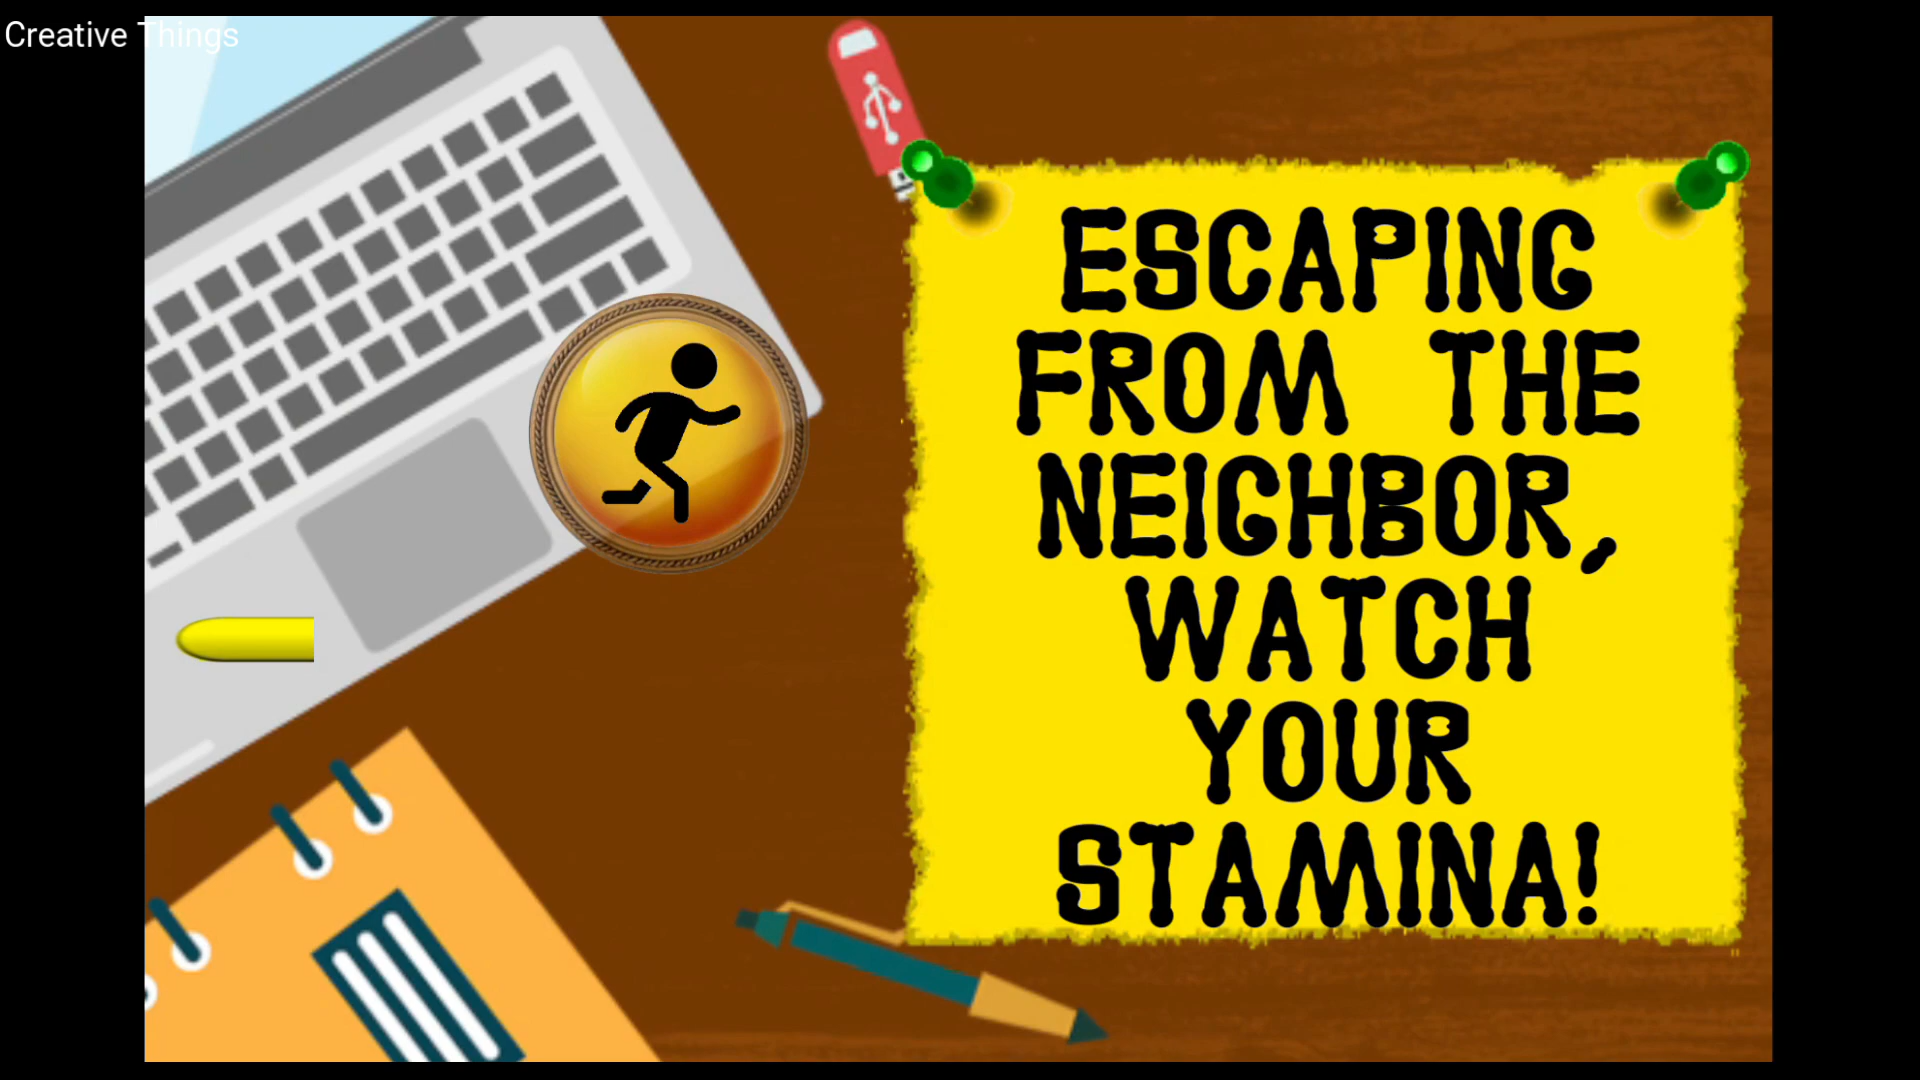 Creative Things
ESCAPING
FROM THE
NEIGHBOR,
WATCH
YOUR
STAMINA!